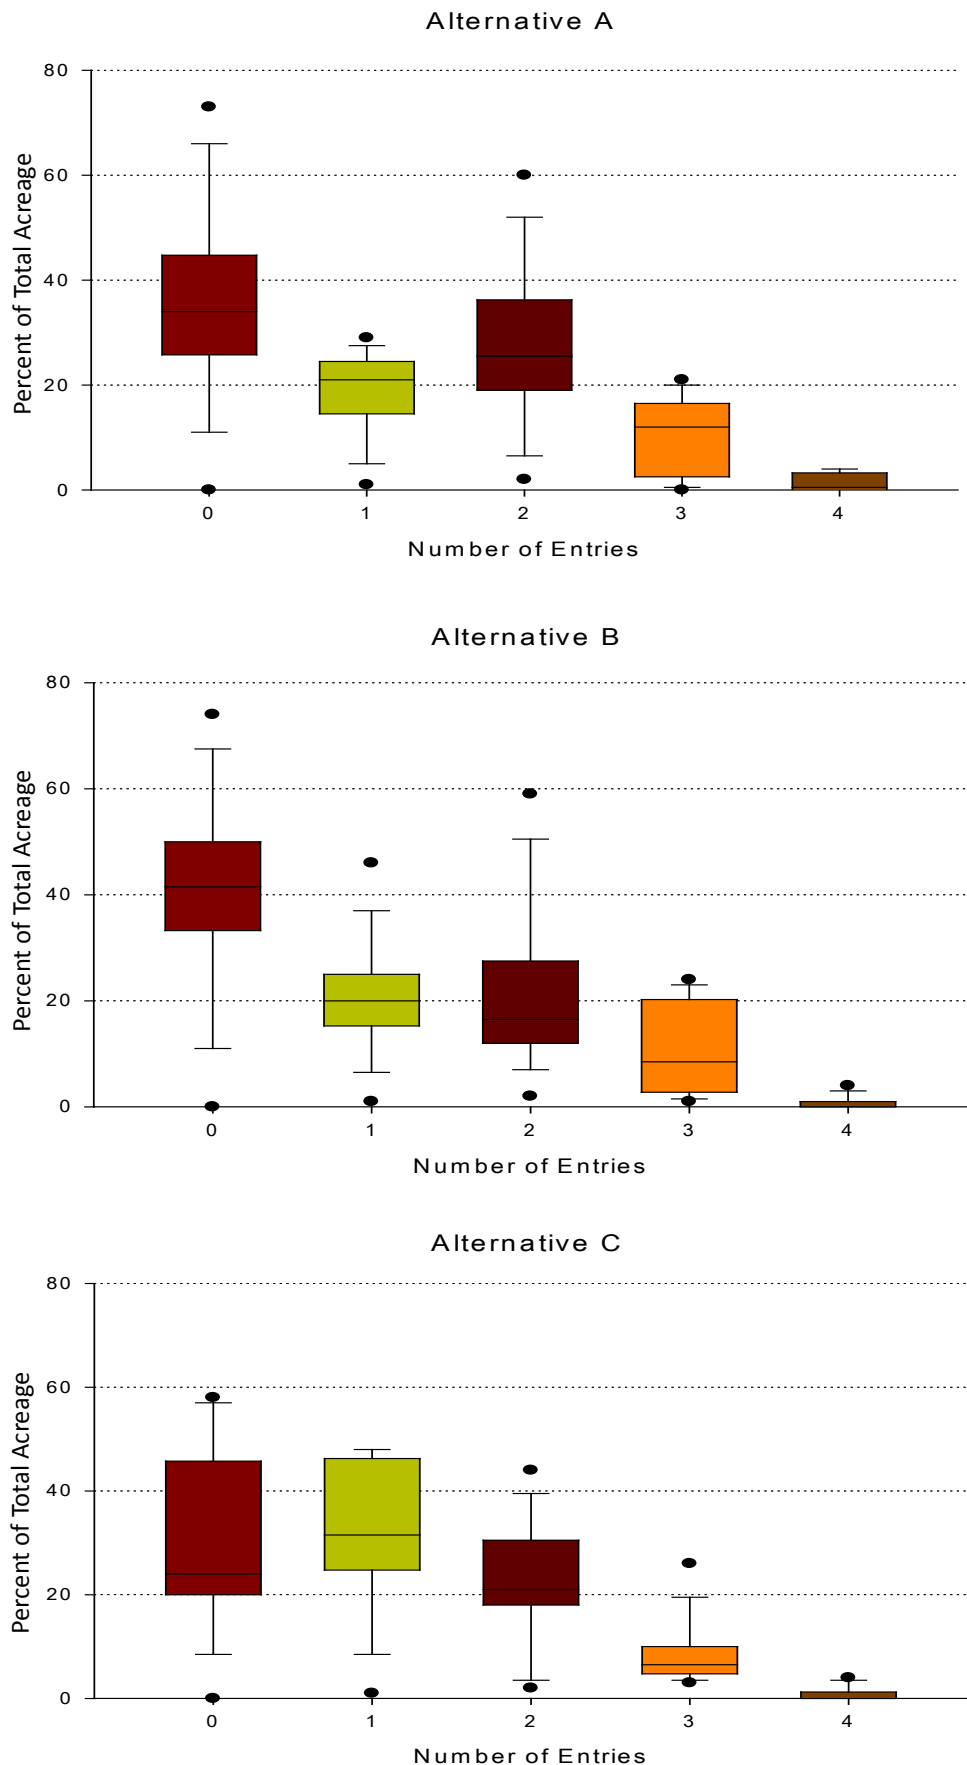 Alternative A
Percent of Total Acreage
80
60
40
20
0
0 1 2 3 4
Number of Entries
Alternative B
Percent of Total Acreage
80
60
40
20
0
0 1 2 3 4
Number of Entries
Alternative C
Percent of Total Acreage
80
60
40
20
0
0 1 2 3 4
Number of Entries